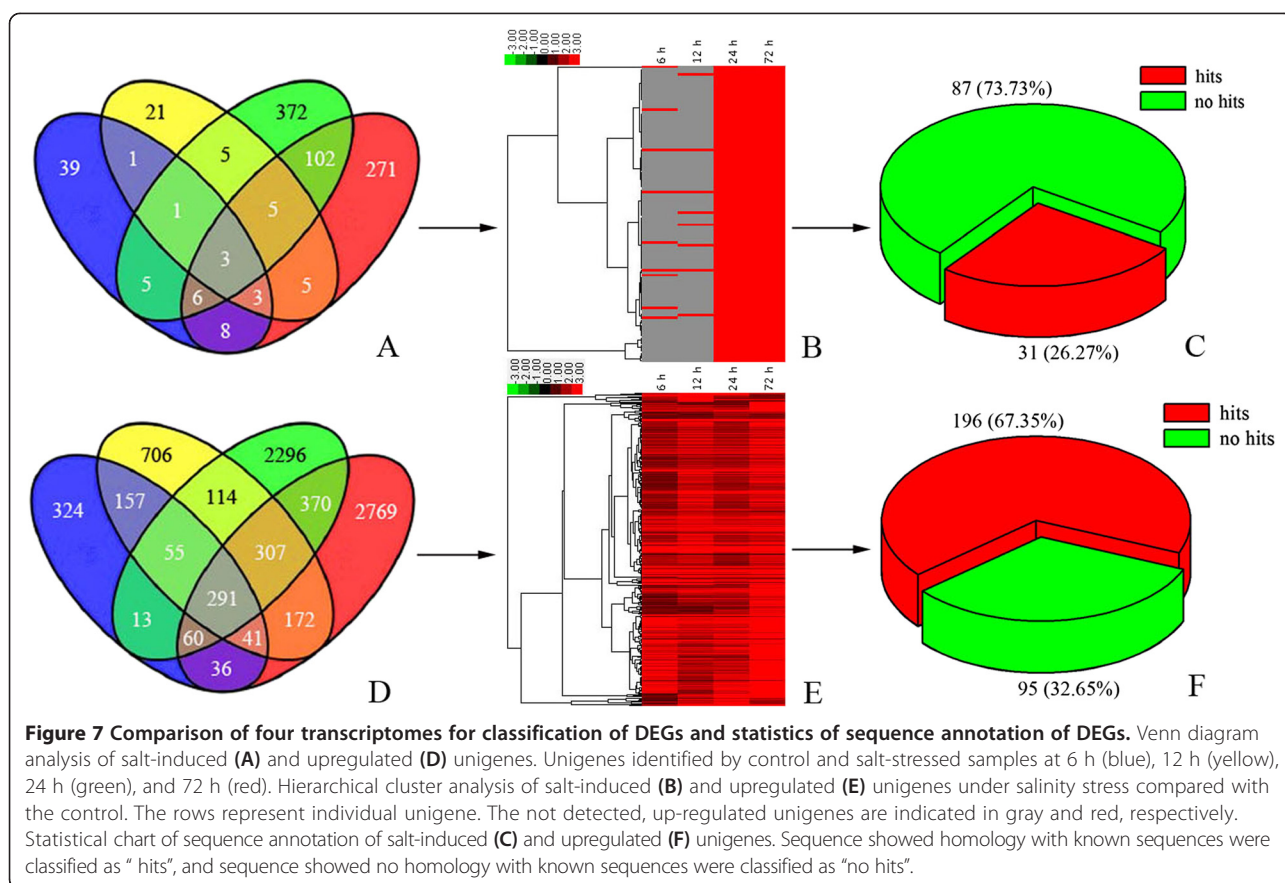 21
372
39
1
5
102
271
1
5
3
5
6
3
5
8
A
-3.00
-2.00
-1.00
0.00
1.00
2.00
3.00
6 h
12 h
24 h
72 h
B
hits
no hits
87 (73.73%)
31 (26.27%)
C
706
2296
324
157
114
370
2769
55
307
291
13
60
41
172
36
D
-3.00
-2.00
-1.00
0.00
1.00
2.00
3.00
6 h
12 h
24 h
72 h
E
hits
no hits
196 (67.35%)
95 (32.65%)
F
Figure 7 Comparison of four transcriptomes for classification of DEGs and statistics of sequence annotation of DEGs. Venn diagram
analysis of salt-induced (A) and upregulated (D) unigenes. Unigenes identified by control and salt-stressed samples at 6 h (blue), 12 h (yellow),
24 h (green), and 72 h (red). Hierarchical cluster analysis of salt-induced (B) and upregulated (E) unigenes under salinity stress compared with
the control. The rows represent individual unigene. The not detected, up-regulated unigenes are indicated in gray and red, respectively.
Statistical chart of sequence annotation of salt-induced (C) and upregulated (F) unigenes. Sequence showed homology with known sequences were
classified as " hits", and sequence showed no homology with known sequences were classified as "no hits".